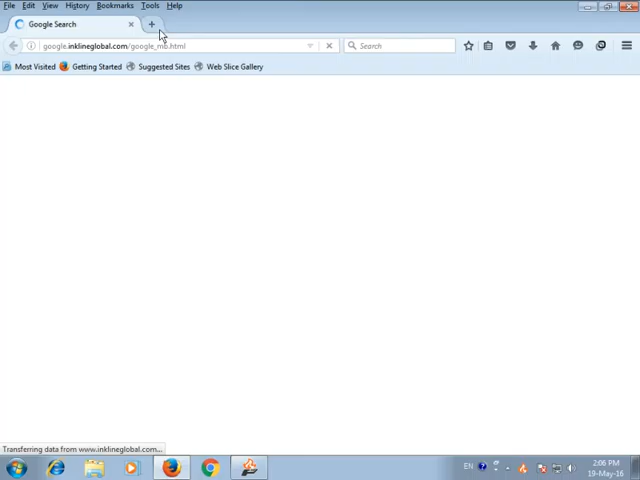 File Edit View History Bookmarks Tools Help
Google Search
google.inklineglobal.com/google_mb.html
Search
Most Visited Getting Started Suggested Sites Web Slice Gallery
Transferring data from www.inklineglobal.com...
EN
2:06 PM
19-May-16